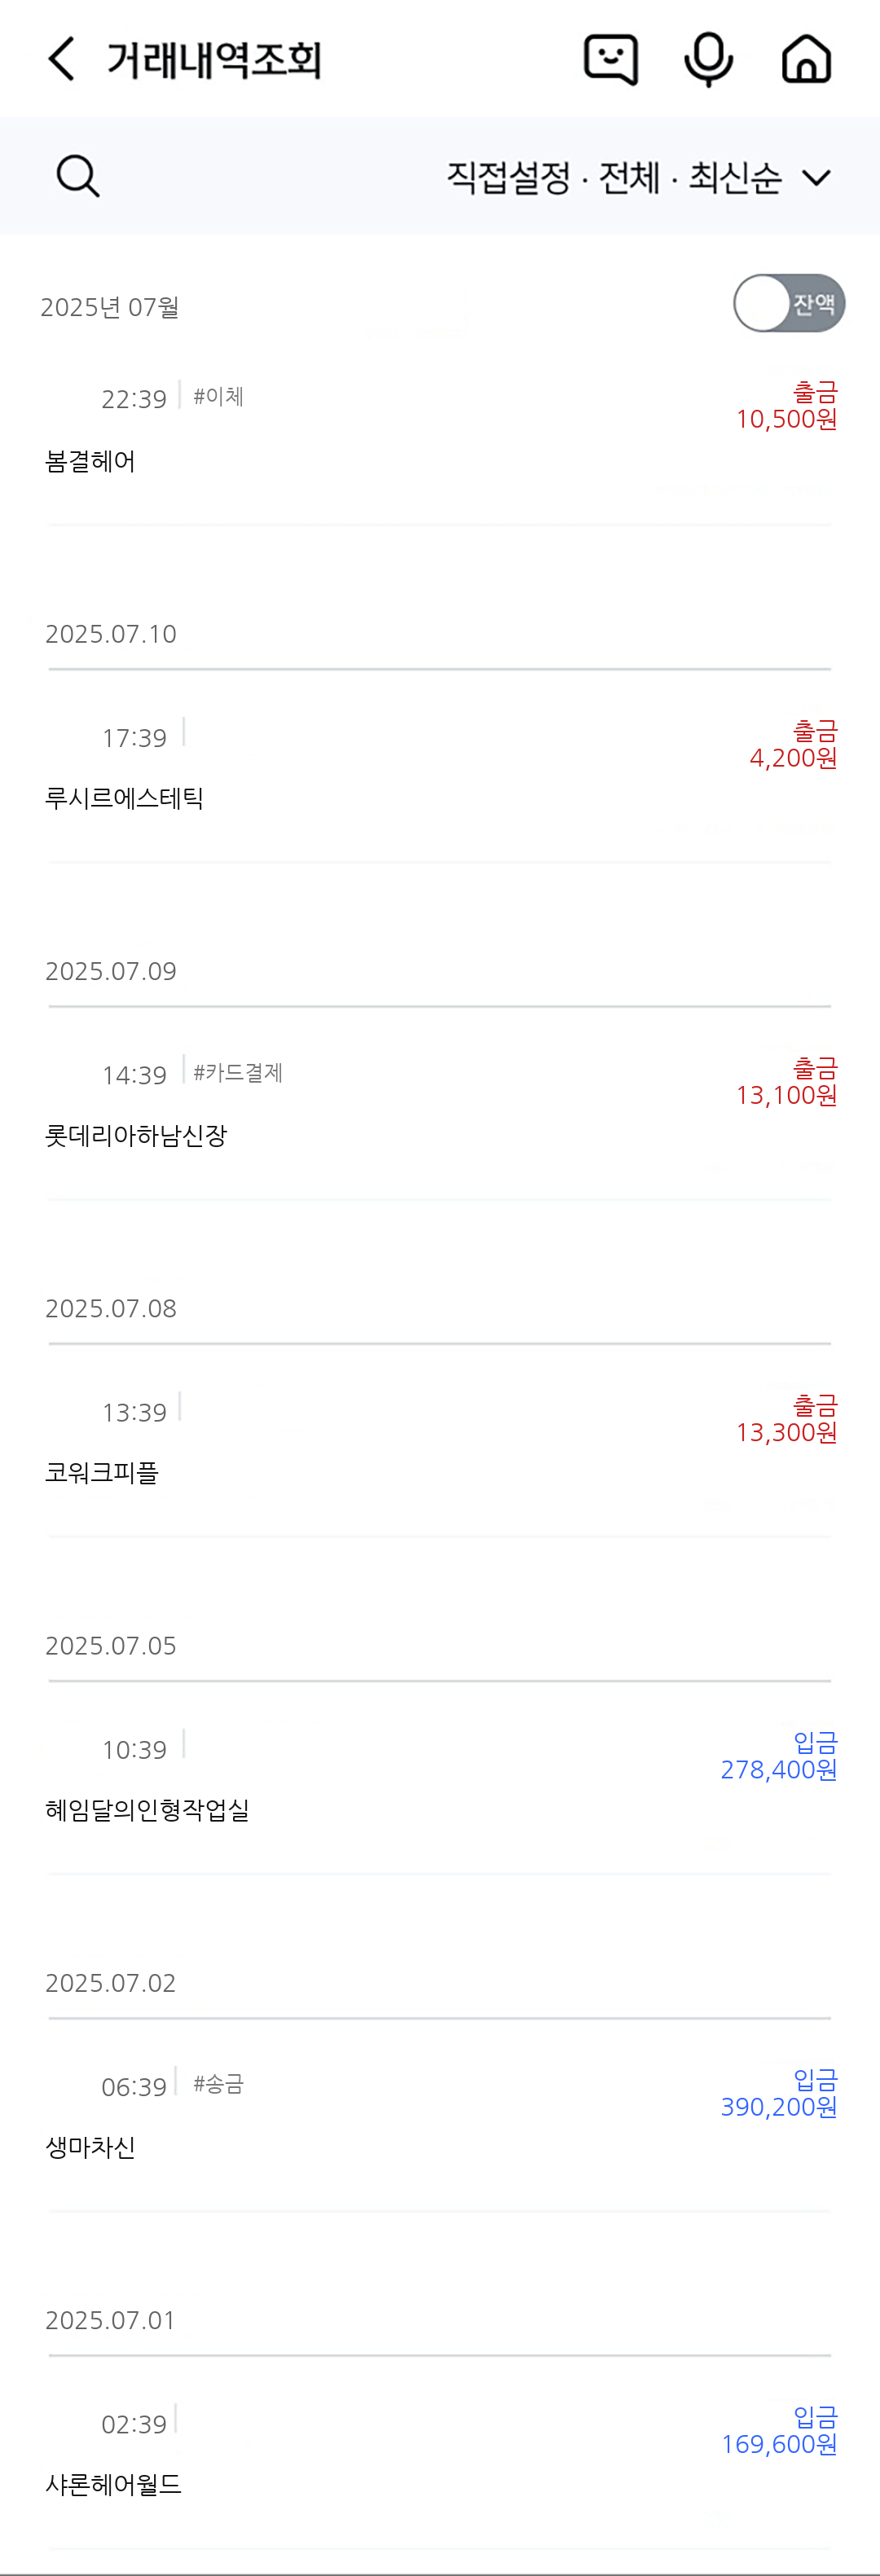 거래내역조회
직접설정 · 전체 · 최신순
2025년 07월
잔액
22:39 #이체
출금
10,500원
봄결헤어
2025.07.10
17:39
출금
4,200원
루시르에스테틱
2025.07.09
14:39 #카드결제
출금
13,100원
롯데리아하남신장
2025.07.08
13:39
출금
13,300원
코워크피플
2025.07.05
10:39
입금
278,400원
혜임달의인형작업실
2025.07.02
06:39 #송금
입금
390,200원
생마차신
2025.07.01
02:39
입금
169,600원
샤론헤어월드